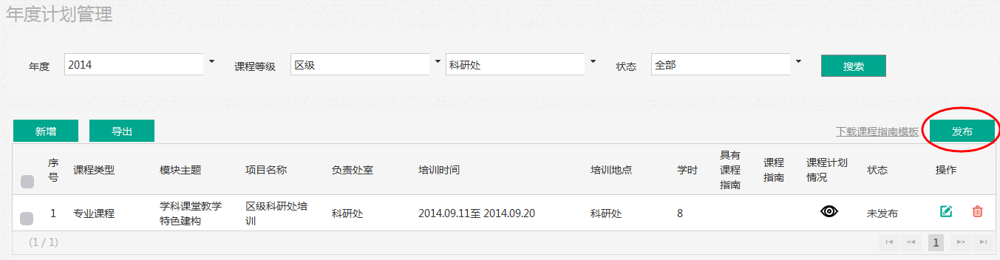 年度计划管理
年度 2014 课程等级 区级 科研处 状态 全部 搜索
新增 导出 下载课程指南模板 发布
序号 课程类型 模块主题 项目名称 负责处室 培训时间 培训地点 学时 具有课程指南 课程指南 课程计划情况 状态 操作
1 专业课程 学科课堂教学特色建构 区级科研处培训 科研处 2014.09.11至 2014.09.20 科研处 8 未发布
(1 / 1) 1